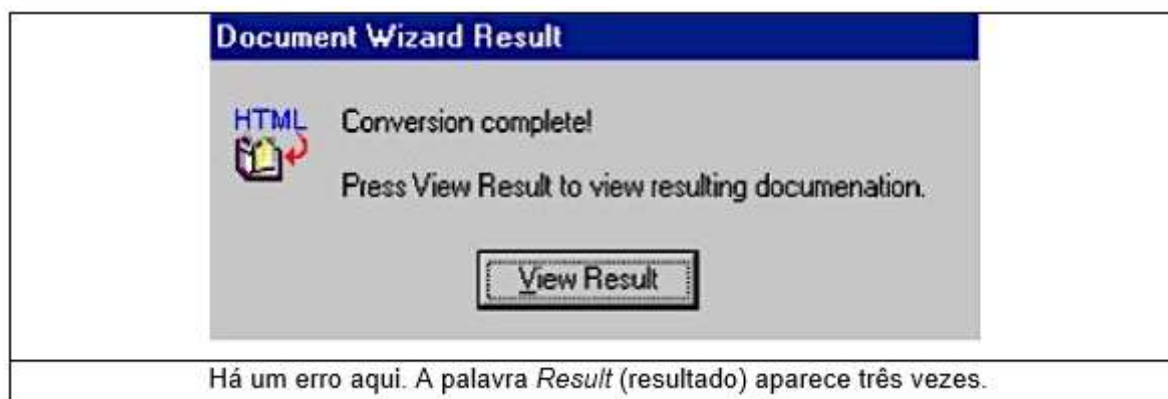 Document Wizard Result
HTML
Conversion complete!
Press View Result to view resulting documenation.
View Result
Há um erro aqui. A palavra Result (resultado) aparece três vezes.